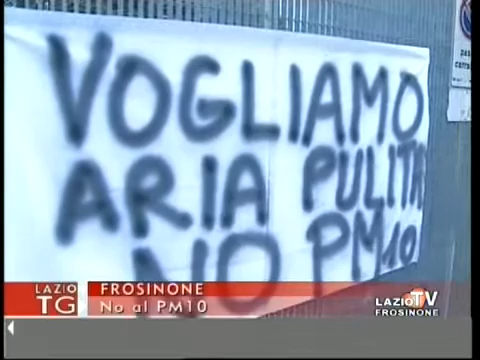 VOGLIAMO
ARIA PULITA
NO PM10
LAZIO
TG
FROSINONE
No al PM10
LAZIO TV
FROSINONE